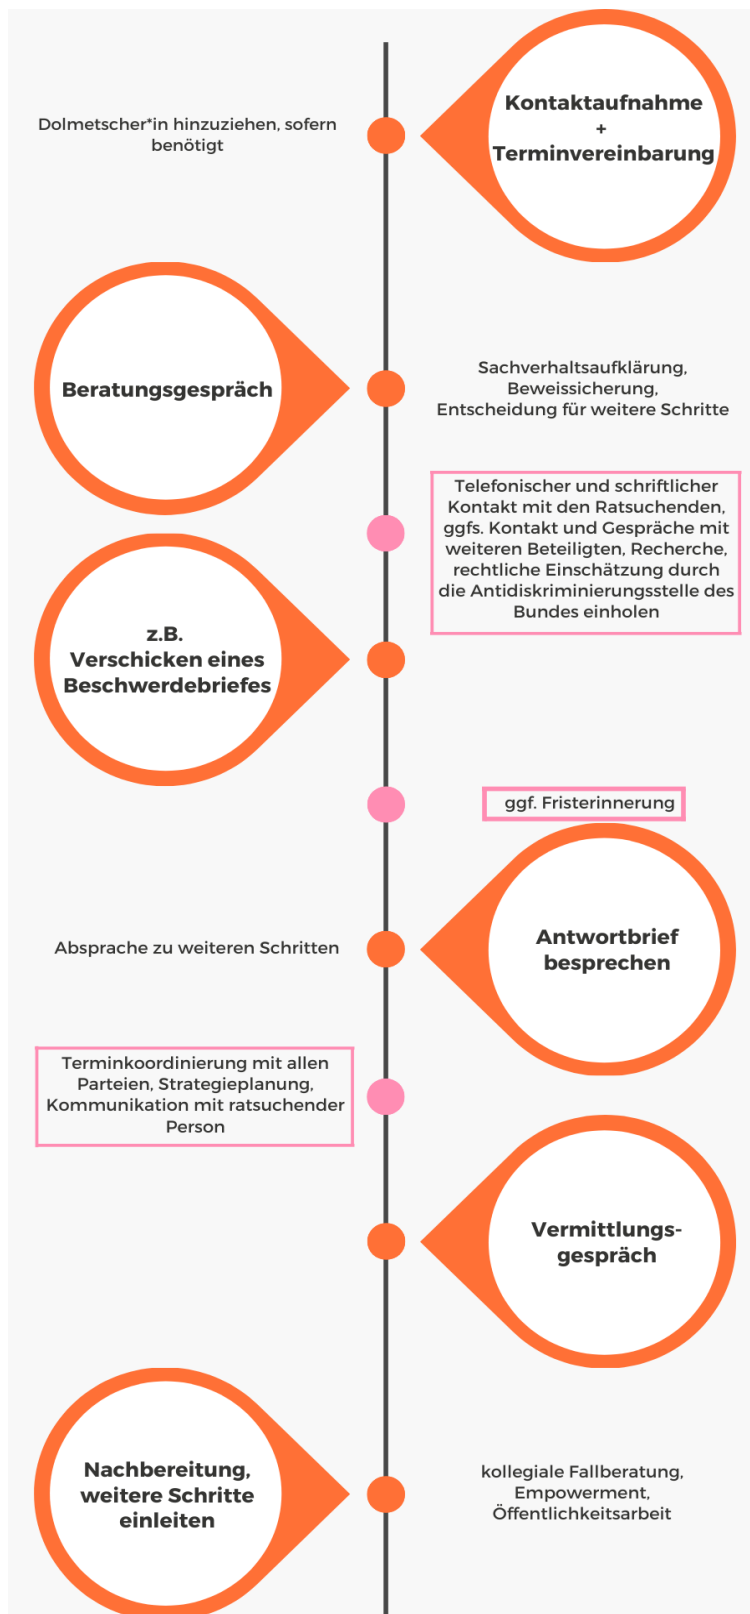 Kontaktaufnahme
+
Terminvereinbarung
Dolmetscher*in hinzuziehen, sofern
benötigt
Beratungsgespräch
Sachverhaltsaufklärung,
Beweissicherung,
Entscheidung für weitere Schritte
Telefonischer und schriftlicher
Kontakt mit den Ratsuchenden,
ggfs. Kontakt und Gespräche mit
weiteren Beteiligten, Recherche,
rechtliche Einschätzung durch
die Antidiskriminierungsstelle des
Bundes einholen
z.B.
Verschicken eines
Beschwerdebriefes
ggf. Fristerinnerung
Antwortbrief
besprechen
Absprache zu weiteren Schritten
Terminkoordinierung mit allen
Parteien, Strategieplanung,
Kommunikation mit ratsuchender
Person
Vermittlungs-
gespräch
Nachbereitung,
weitere Schritte
einleiten
kollegiale Fallberatung,
Empowerment,
Öffentlichkeitsarbeit